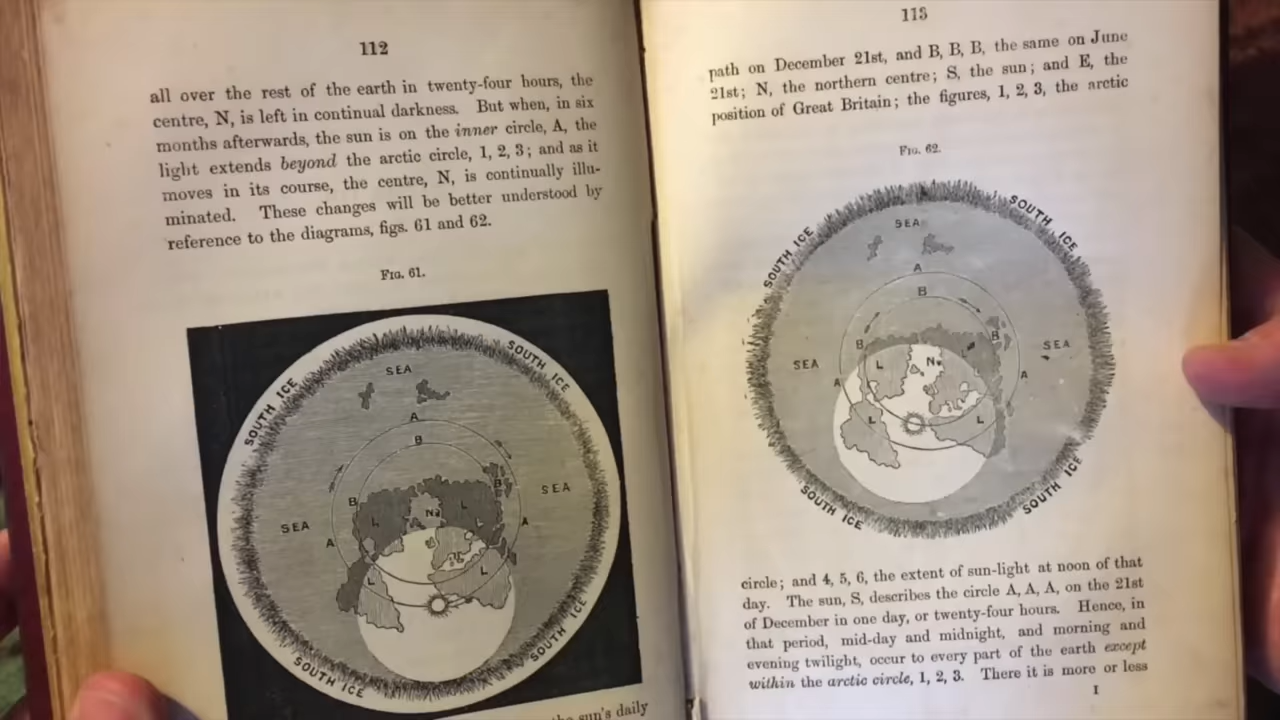 112
all over the rest of the earth in twenty-four hours, the
centre, N, is left in continual darkness. But when, in six
months afterwards, the sun is on the inner circle, A, the
light extends beyond the arctic circle, 1, 2, 3; and as it
moves in its course, the centre, N, is continually illu-
minated. These changes will be better understood by
reference to the diagrams, figs. 61 and 62.
FIG. 61.
SOUTH ICE
SOUTH ICE
SEA
A
B
B
B
SEA
SEA
N
L
L
L
A
A
L
L
SOUTH ICE
SOUTH ICE
the sun's daily
113
path on December 21st, and B, B, B, the same on June
21st; N, the northern centre; S, the sun; and E, the
position of Great Britain; the figures, 1, 2, 3, the arctic
FIG. 62.
SOUTH ICE
SOUTH ICE
SEA
A
B
B
B
SEA
SEA
N
L
A
A
L
L
SOUTH ICE
SOUTH ICE
circle; and 4, 5, 6, the extent of sun-light at noon of that
day. The sun, S, describes the circle A, A, A, on the 21st
of December in one day, or twenty-four hours. Hence, in
that period, mid-day and midnight, and morning and
evening twilight, occur to every part of the earth except
within the arctic circle, 1, 2, 3. There it is more or less
I